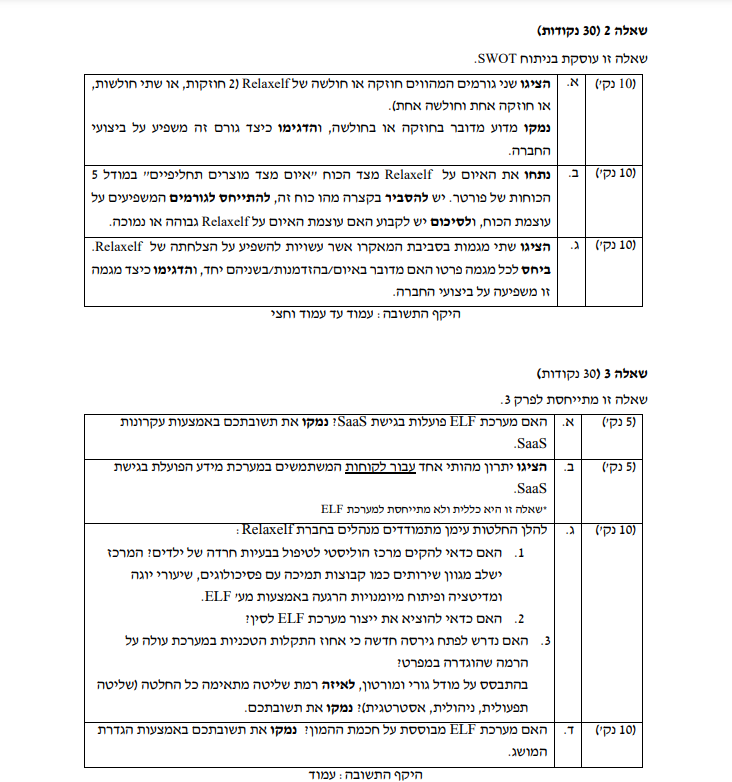 שאלה 2 (30 נקודות)
שאלה זו עוסקת בניתוח SWOT.
(10 נק') א. הציגו שני גורמים המהווים חוזקה או חולשה של Relaxelf (2 חוזקות, או שתי חולשות,
או חוזקה אחת וחולשה אחת).
נמקו מדוע מדובר בחוזקה או בחולשה, והדגימו כיצד גורם זה משפיע על ביצועי
החברה.
(10 נק') ב. נתחו את האיום על Relaxelf מצד הכוח "איום מצד מוצרים תחליפיים" במודל 5
הכוחות של פורטר. יש להסביר בקצרה מהו כוח זה, להתייחס לגורמים המשפיעים על
עוצמת הכוח, ולסיכום יש לקבוע האם עוצמת האיום על Relaxelf גבוהה או נמוכה.
(10 נק') ג. הציגו שתי מגמות בסביבת המאקרו אשר עשויות להשפיע על הצלחתה של Relaxelf.
ביחס לכל מגמה פרטו האם מדובר באיום/בהזדמנות/בשניהם יחד, והדגימו כיצד מגמה
זו משפיעה על ביצועי החברה.
היקף התשובה: עמוד עד עמוד וחצי
שאלה 3 (30 נקודות)
שאלה זו מתייחסת לפרק 3.
(5 נק') א. האם מערכת ELF פועלות בגישת SaaS? נמקו את תשובתכם באמצעות עקרונות
SaaS.
(5 נק') ב. הציגו יתרון מהותי אחד עבור לקוחות המשתמשים במערכת מידע הפועלת בגישת
SaaS.
*שאלה זו היא כללית ולא מתייחסת למערכת ELF
(10 נק') ג. להלן החלטות עימן מתמודדים מנהלים בחברת Relaxelf:
1. האם כדאי להקים מרכז הוליסטי לטיפול בבעיות חרדה של ילדים? המרכז
ישלב מגוון שירותים כמו קבוצות תמיכה עם פסיכולוגים, שיעורי יוגה
ומדיטציה ופיתוח מיומנויות הרגעה באמצעות מע' ELF.
2. האם כדאי להוציא את ייצור מערכת ELF לסין?
3. האם נדרש לפתח גירסה חדשה כי אחוז התקלות הטכניות במערכת עולה על
הרמה שהוגדרה במפרט?
בהתבסס על מודל גורי ומורטון, לאיזה רמת שליטה מתאימה כל החלטה (שליטה
תפעולית, ניהולית, אסטרטגית)? נמקו את תשובתכם.
(10 נק') ד. האם מערכת ELF מבוססת על חכמת ההמון? נמקו את תשובתכם באמצעות הגדרת
המושג.
היקף התשובה: עמוד